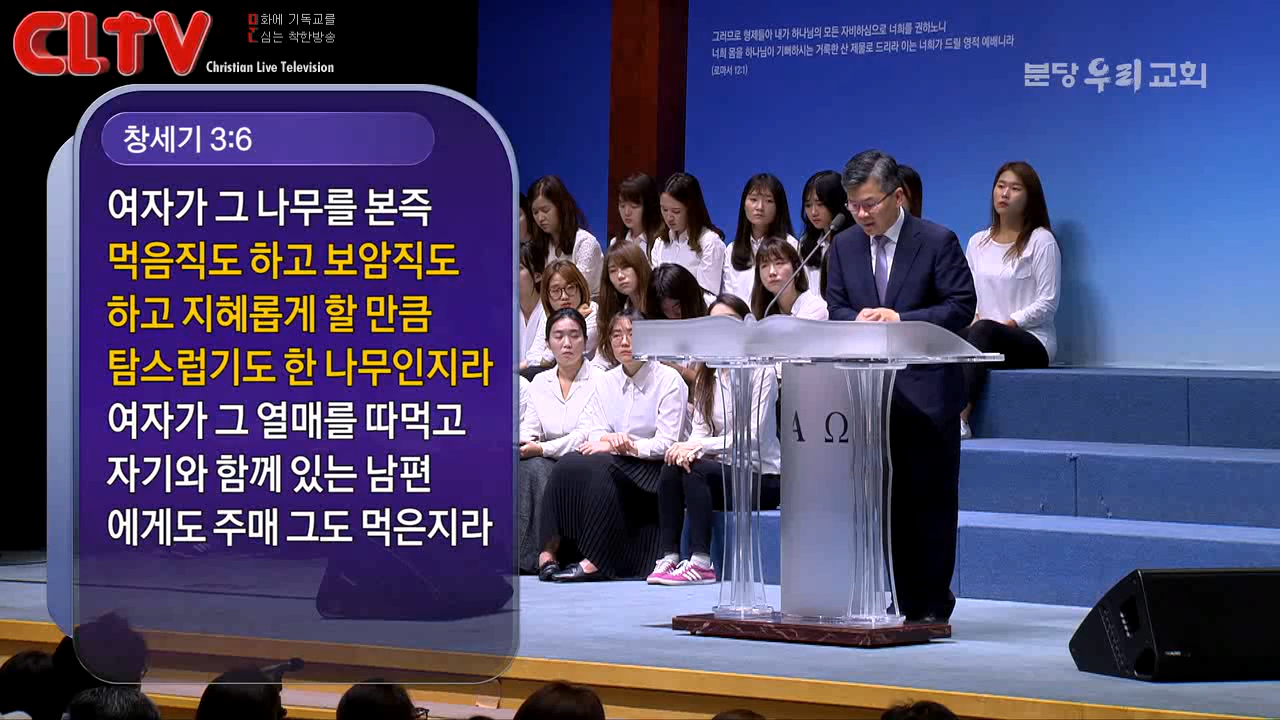 CLTV
화에 기독교를
심는 착한방송
Christian Live Television
그러므로 형제들아 내가 하나님의 모든 자비하심으로 너희를 권하노니
너희 몸을 하나님이 기뻐하시는 거룩한 산 제물로 드리라 이는 너희가 드릴 영적 예배니라
(로마서 12:1)
분당우리교회
창세기 3:6
여자가 그 나무를 본즉
먹음직도 하고 보암직도
하고 지혜롭게 할 만큼
탐스럽기도 한 나무인지라
여자가 그 열매를 따먹고
자기와 함께 있는 남편
에게도 주매 그도 먹은지라
Α Ω